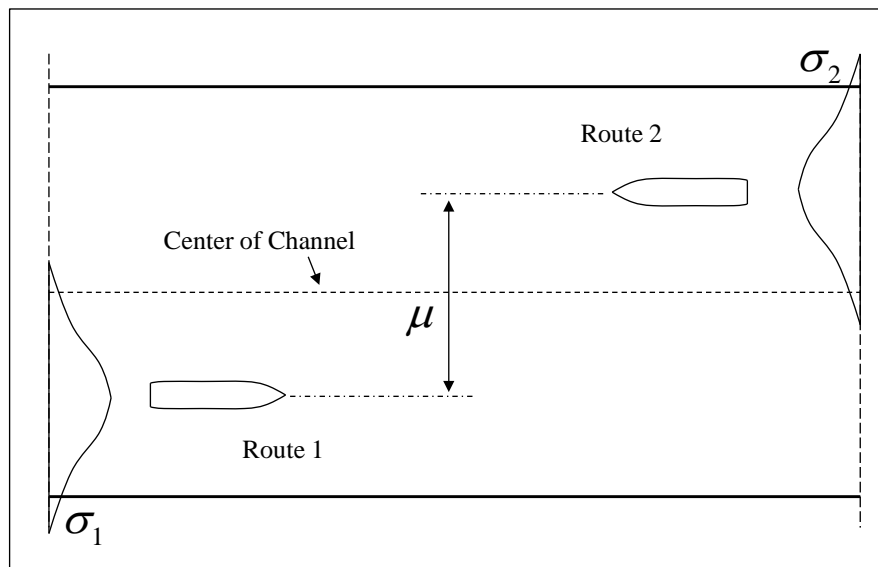 σ2
Route 2
Center of Channel
μ
Route 1
σ1